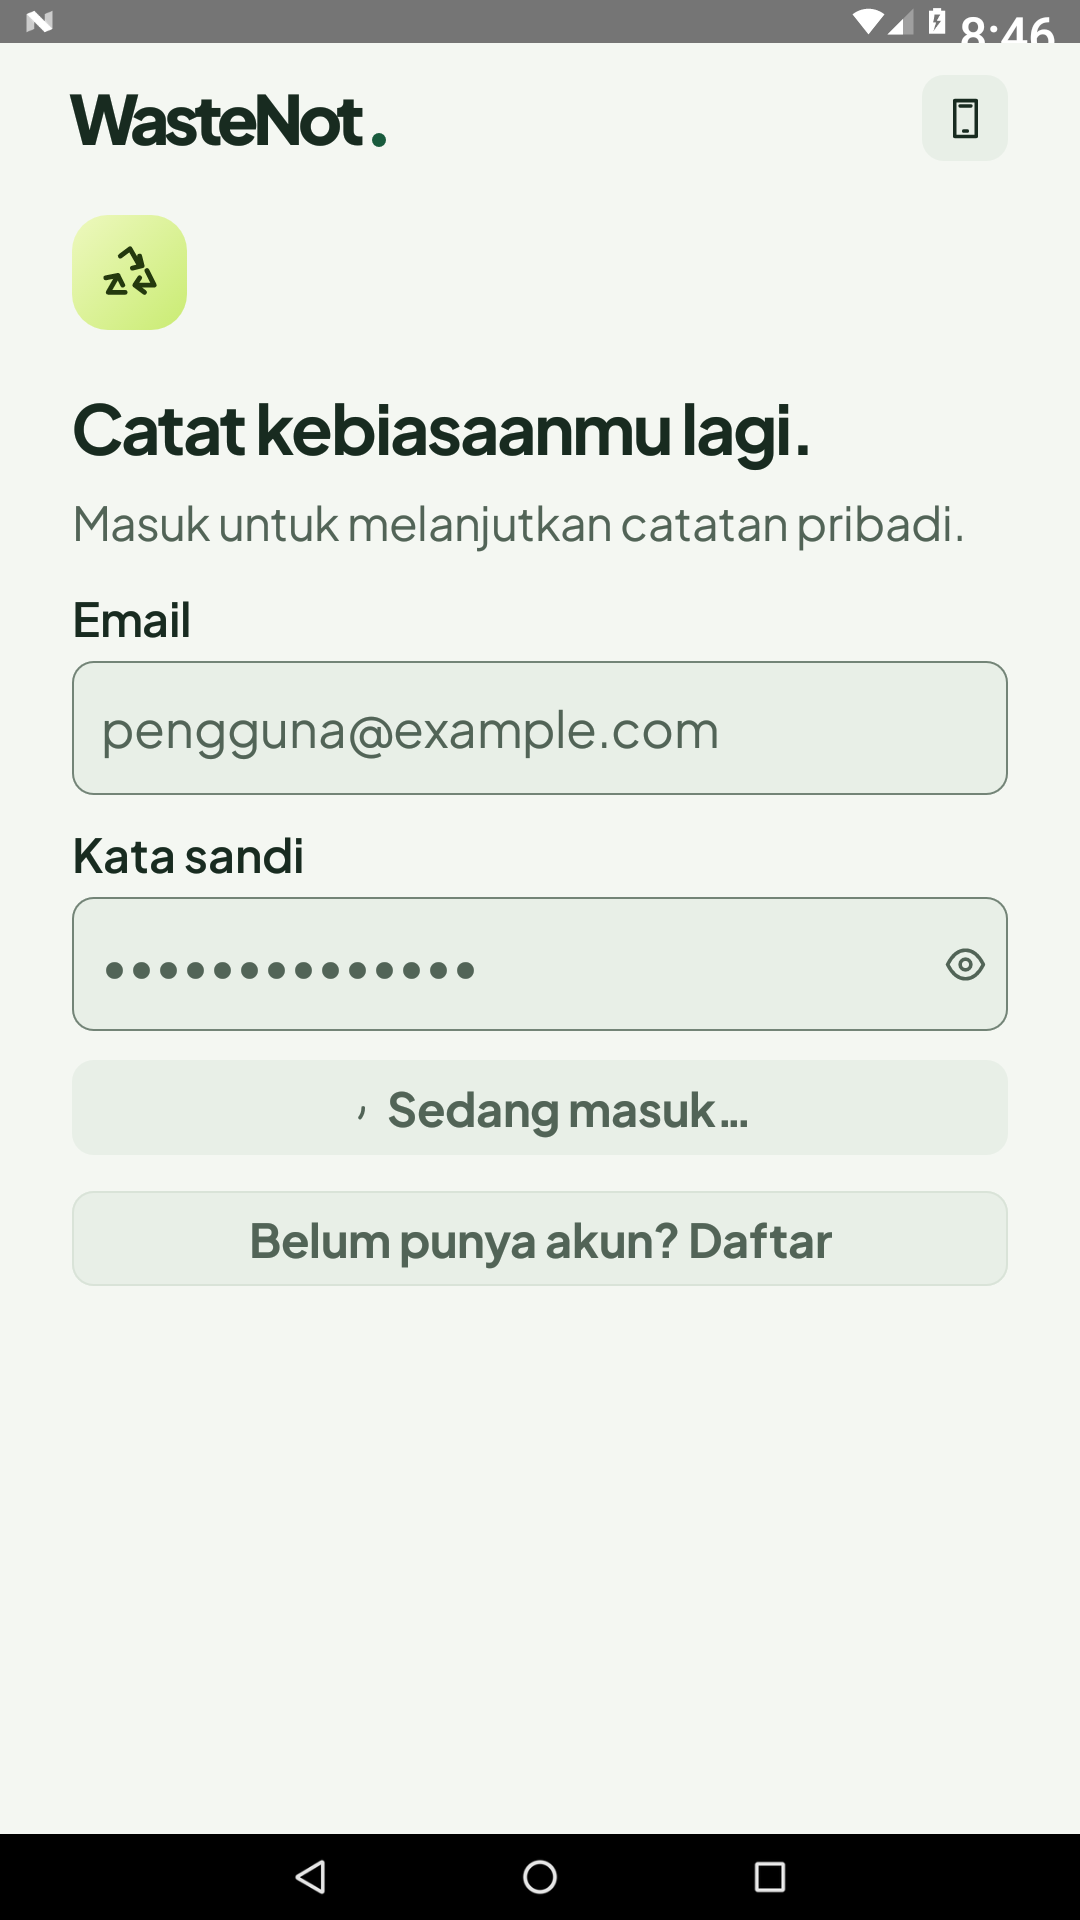 8:46
WasteNot.
Catat kebiasaanmu lagi.
Masuk untuk melanjutkan catatan pribadi.
Email
pengguna@example.com
Kata sandi
••••••••••••••
Sedang masuk...
Belum punya akun? Daftar